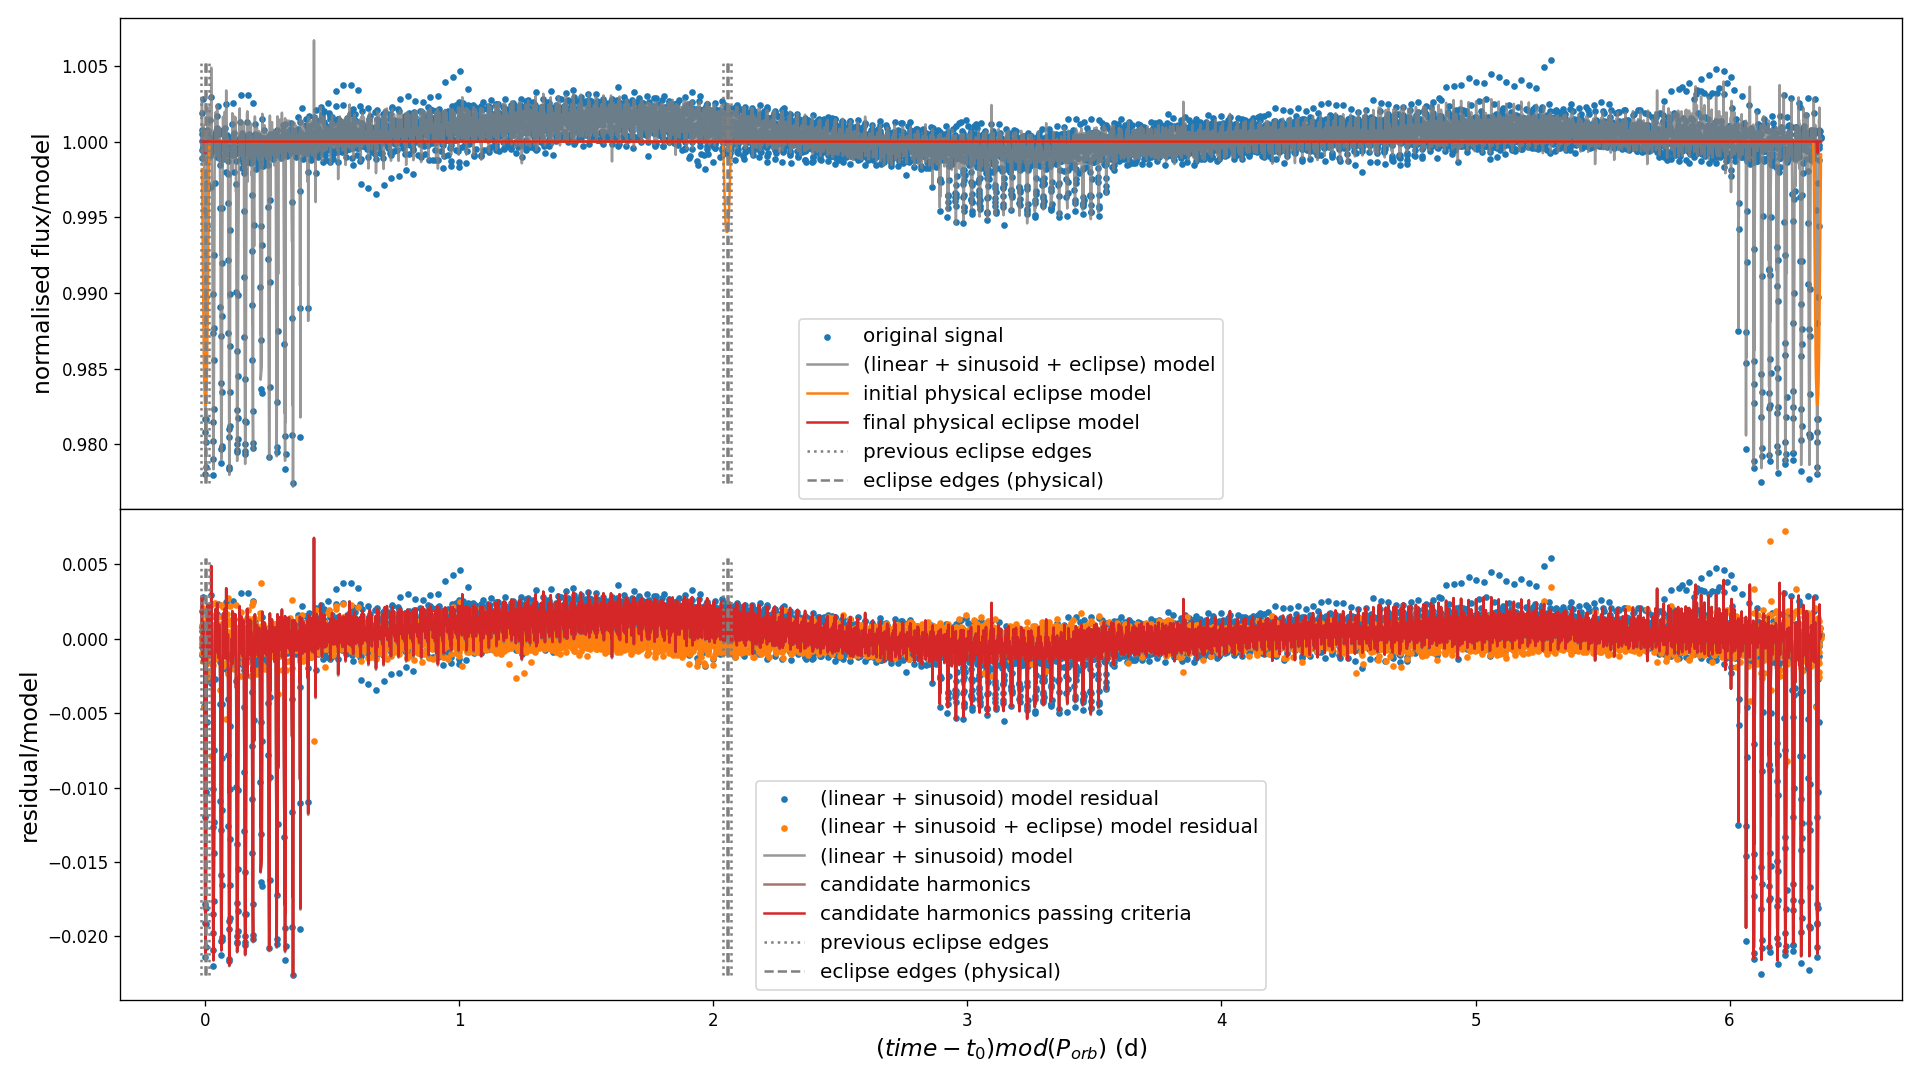 normalised flux/model
1.005
1.000
0.995
0.990
0.985
0.980
original signal
(linear + sinusoid + eclipse) model
initial physical eclipse model
final physical eclipse model
previous eclipse edges
eclipse edges (physical)
residual/model
0.005
0.000
−0.005
−0.010
−0.015
−0.020
(linear + sinusoid) model residual
(linear + sinusoid + eclipse) model residual
(linear + sinusoid) model
candidate harmonics
candidate harmonics passing criteria
previous eclipse edges
eclipse edges (physical)
0 1 2 3 4 5 6
(time − t₀)mod(P_orb) (d)